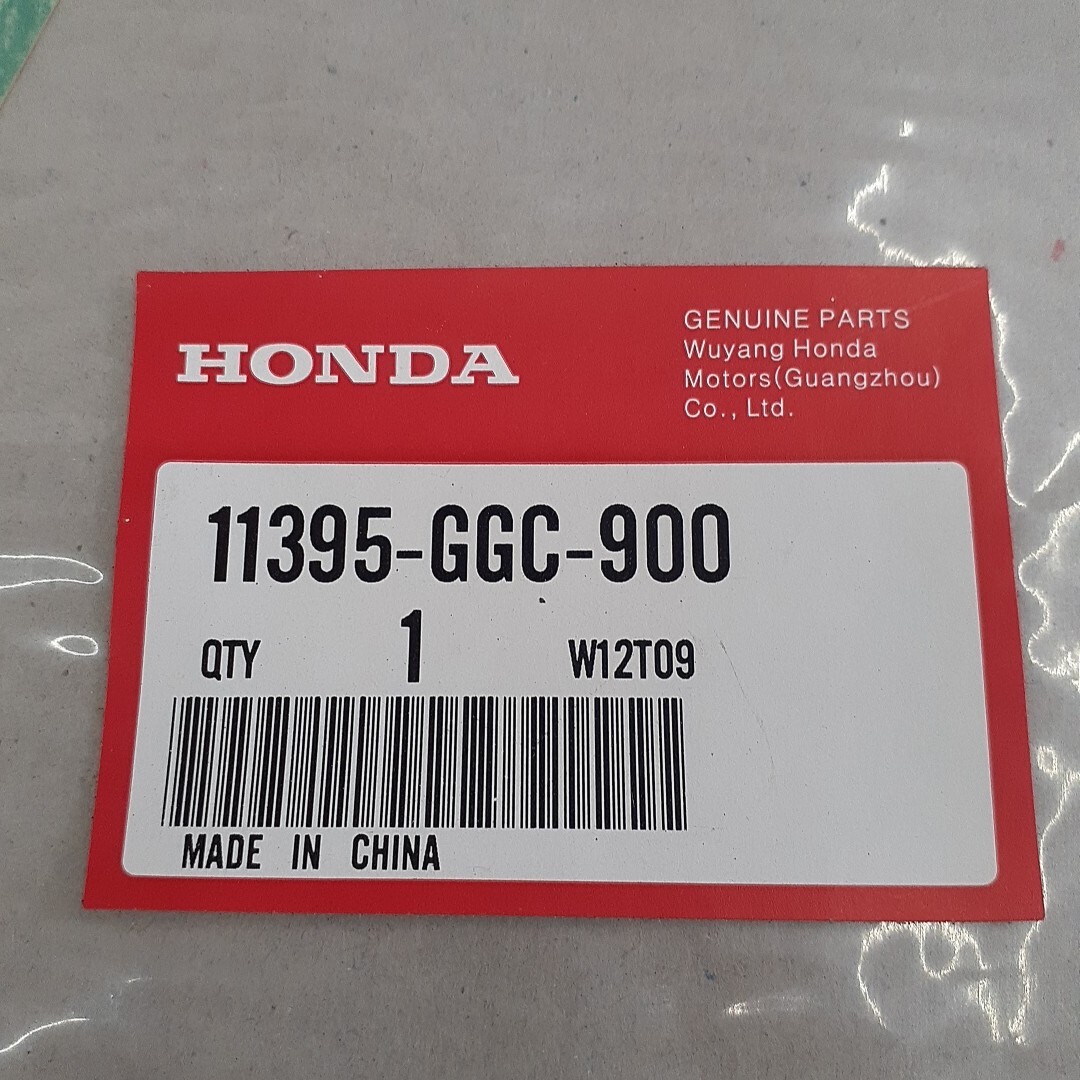 HONDA
GENUINE PARTS
Wuyang Honda
Motors(Guangzhou)
Co., Ltd.
11395-GGC-900
QTY 1 W12T09
MADE IN CHINA